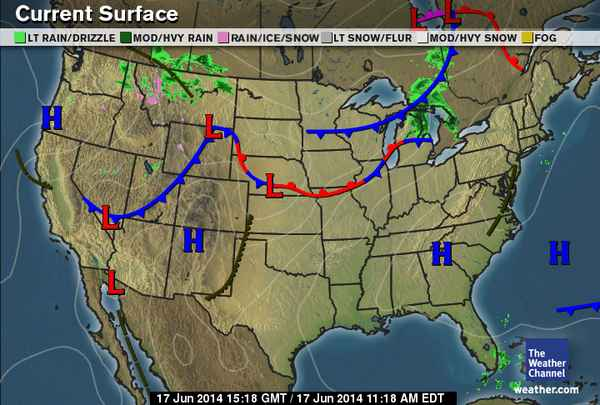 Current Surface
LT RAIN/DRIZZLE MOD/HVY RAIN RAIN/ICE/SNOW LT SNOW/FLUR MOD/HVY SNOW FOG
L L
H
L
L
L
H H H
L
The
Weather
Channel
weather.com
17 Jun 2014 15:18 GMT / 17 Jun 2014 11:18 AM EDT